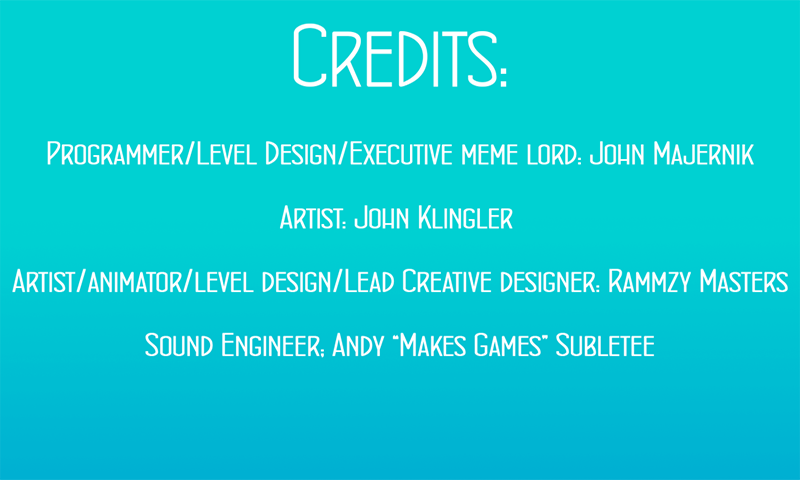 Credits:
Programmer/Level Design/Executive meme lord: John Majernik
Artist: John Klingler
Artist/animator/level design/Lead Creative designer: Rammzy Masters
Sound Engineer; Andy “Makes Games” Subletee